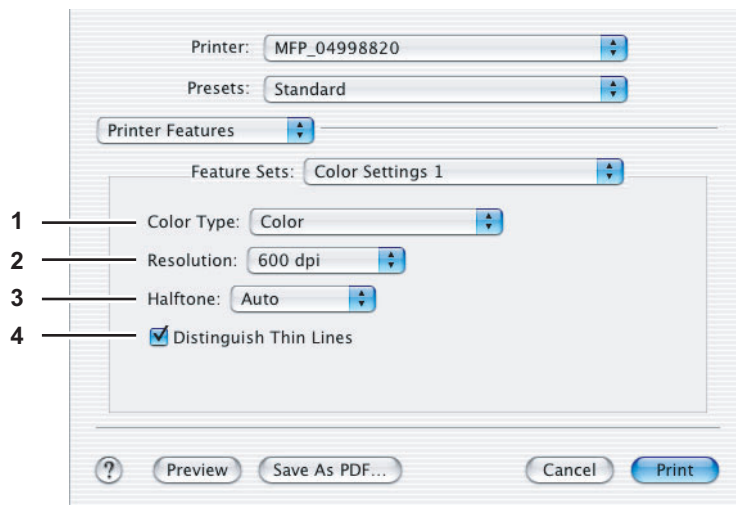 Printer: MFP_04998820
Presets: Standard
Printer Features
Feature Sets: Color Settings 1
1 Color Type: Color
2 Resolution: 600 dpi
3 Halftone: Auto
4 Distinguish Thin Lines
? Preview Save As PDF... Cancel Print